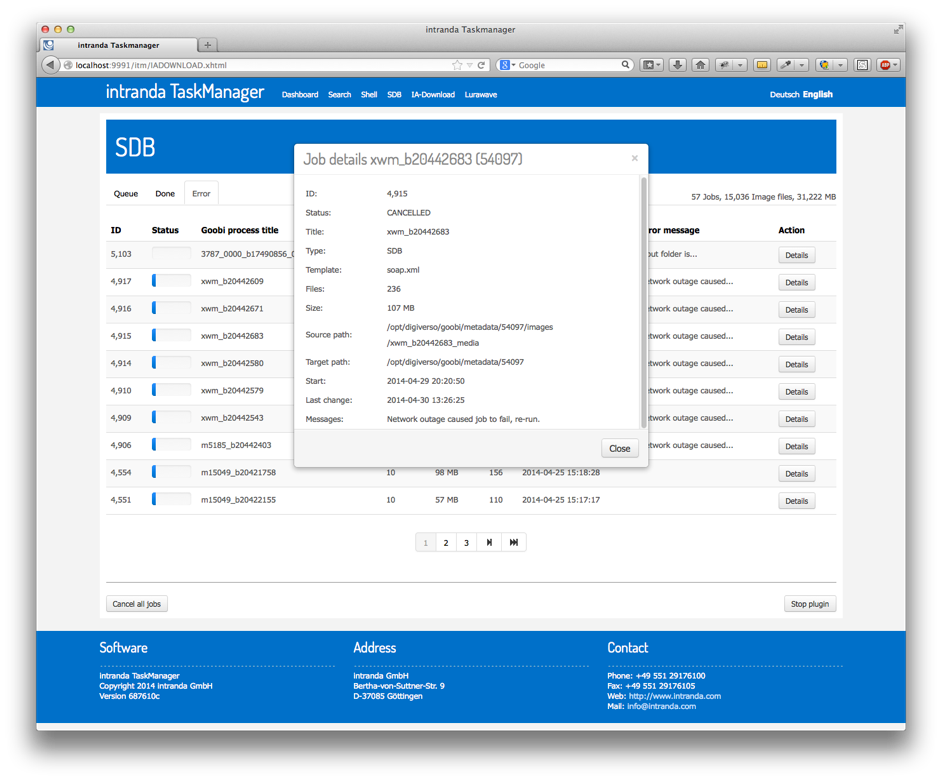 intranda Taskmanager
intranda Taskmanager
localhost:9991/itm/IADOWNLOAD.xhtml
Google
intranda TaskManager Dashboard Search Shell SDB IA-Download Lurawave Deutsch English
SDB
Queue Done Error
57 Jobs, 15,036 Image files, 31,222 MB
ID Status Goobi process title ror message Action
5,103 3787_0000_b17490856_ put folder is... Details
4,917 xwm_b20442609 etwork outage caused... Details
4,916 xwm_b20442671 etwork outage caused... Details
4,915 xwm_b20442683 etwork outage caused... Details
4,914 xwm_b20442580 etwork outage caused... Details
4,910 xwm_b20442579 etwork outage caused... Details
4,909 xwm_b20442543 etwork outage caused... Details
4,906 m5185_b20442403 etwork outage caused... Details
4,554 m15049_b20421758 10 98 MB 156 2014-04-25 15:18:28 Details
4,551 m15049_b20422155 10 57 MB 110 2014-04-25 15:17:17 Details
Job details xwm_b20442683 (54097) ×
ID: 4,915
Status: CANCELLED
Title: xwm_b20442683
Type: SDB
Template: soap.xml
Files: 236
Size: 107 MB
Source path: /opt/digiverso/goobi/metadata/54097/images
/xwm_b20442683_media
Target path: /opt/digiverso/goobi/metadata/54097
Start: 2014-04-29 20:20:50
Last change: 2014-04-30 13:26:25
Messages: Network outage caused job to fail, re-run.
Close
1 2 3
Cancel all jobs Stop plugin
Software
intranda TaskManager
Copyright 2014 intranda GmbH
Version 687610c
Address
intranda GmbH
Bertha-von-Suttner-Str. 9
D-37085 Göttingen
Contact
Phone: +49 551 29176100
Fax: +49 551 29176105
Web: http://www.intranda.com
Mail: info@intranda.com